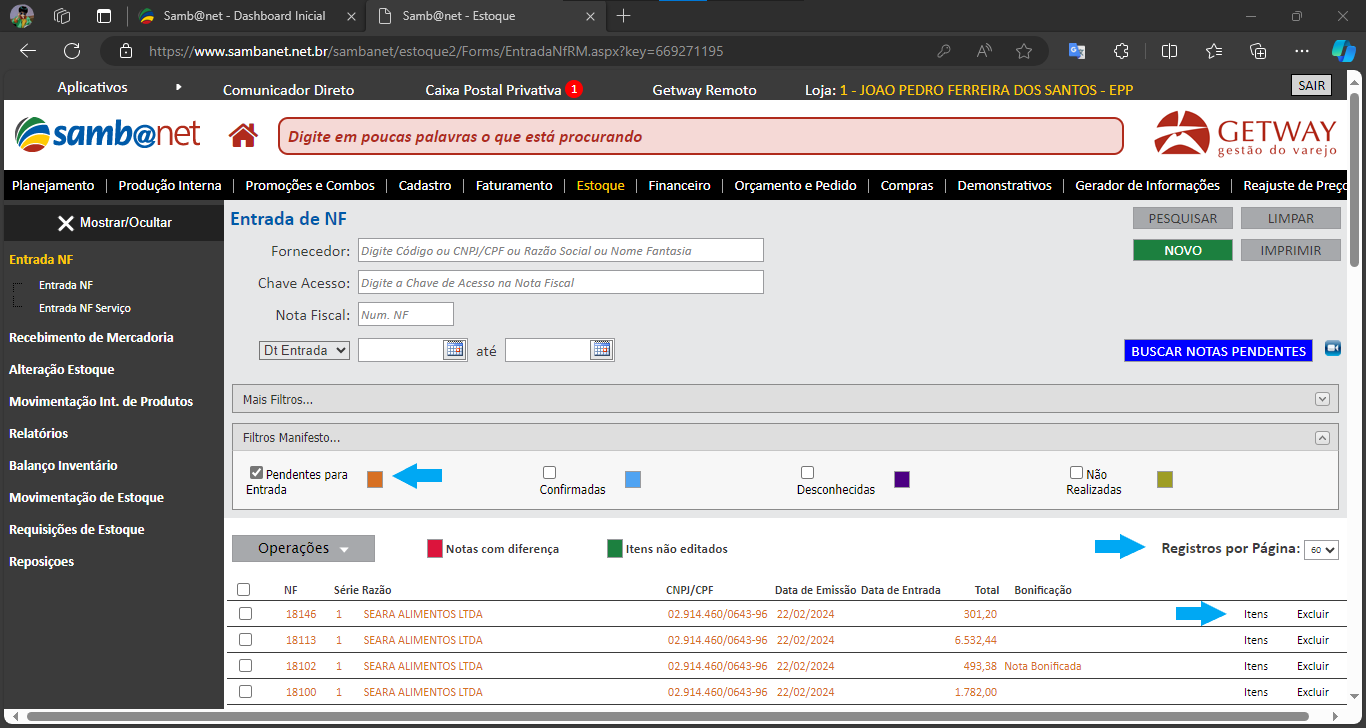 Samb@net - Dashboard Inicial
Samb@net - Estoque
https://www.sambanet.net.br/sambanet/estoque2/Forms/EntradaNfRM.aspx?key=669271195
Aplicativos
Comunicador Direto
Caixa Postal Privativa 1
Getway Remoto
Loja: 1 - JOAO PEDRO FERREIRA DOS SANTOS - EPP
SAIR
samb@net
Digite em poucas palavras o que está procurando
GETWAY
gestão do varejo
Planejamento | Produção Interna | Promoções e Combos | Cadastro | Faturamento | Estoque | Financeiro | Orçamento e Pedido | Compras | Demonstrativos | Gerador de Informações | Reajuste de Preço
Mostrar/Ocultar
Entrada NF
Entrada NF
Entrada NF Serviço
Recebimento de Mercadoria
Alteração Estoque
Movimentação Int. de Produtos
Relatórios
Balanço Inventário
Movimentação de Estoque
Requisições de Estoque
Reposiçoes
Entrada de NF
PESQUISAR
LIMPAR
NOVO
IMPRIMIR
Fornecedor: Digite Código ou CNPJ/CPF ou Razão Social ou Nome Fantasia
Chave Acesso: Digite a Chave de Acesso na Nota Fiscal
Nota Fiscal: Num. NF
Dt Entrada até
BUSCAR NOTAS PENDENTES
Mais Filtros...
Filtros Manifesto...
Pendentes para
Entrada
Confirmadas
Desconhecidas
Não
Realizadas
Operações
Notas com diferença
Itens não editados
Registros por Página: 60
NF Série Razão CNPJ/CPF Data de Emissão Data de Entrada Total Bonificação
18146 1 SEARA ALIMENTOS LTDA 02.914.460/0643-96 22/02/2024 301,20 Itens Excluir
18113 1 SEARA ALIMENTOS LTDA 02.914.460/0643-96 22/02/2024 6.532,44 Itens Excluir
18102 1 SEARA ALIMENTOS LTDA 02.914.460/0643-96 22/02/2024 493,38 Nota Bonificada Itens Excluir
18100 1 SEARA ALIMENTOS LTDA 02.914.460/0643-96 22/02/2024 1.782,00 Itens Excluir